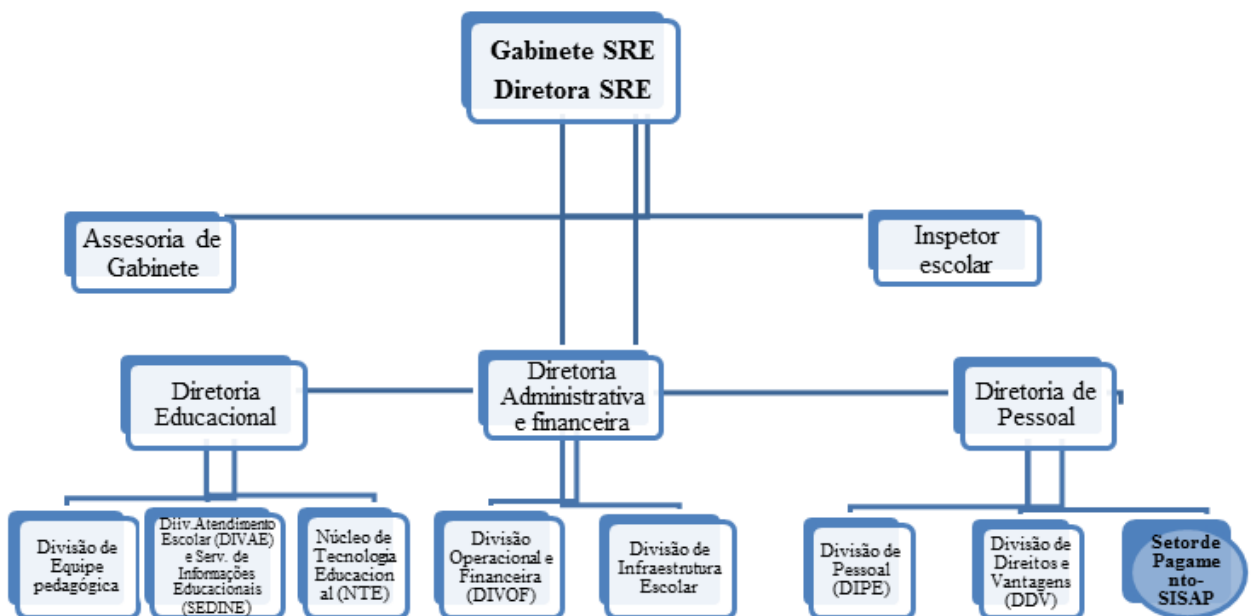 Gabinete SRE
Diretora SRE
Assesoria de
Gabinete
Inspetor
escolar
Diretoria
Educacional
Diretoria
Administrativa
e financeira
Diretoria de
Pessoal
Divisão de
Equipe
pedagógica
Diiv.Atendimento
Escolar (DIVAE)
e Serv. de
Informações
Educacionais
(SEDINE)
Núcleo de
Tecnologia
Educacion
al (NTE)
Divisão
Operacional e
Financeira
(DIVOF)
Divisão de
Infraestrutura
Escolar
Divisão de
Pessoal
(DIPE)
Divisão de
Direitos e
Vantagens
(DDV)
Setor de
Pagame
nto-
SISAP